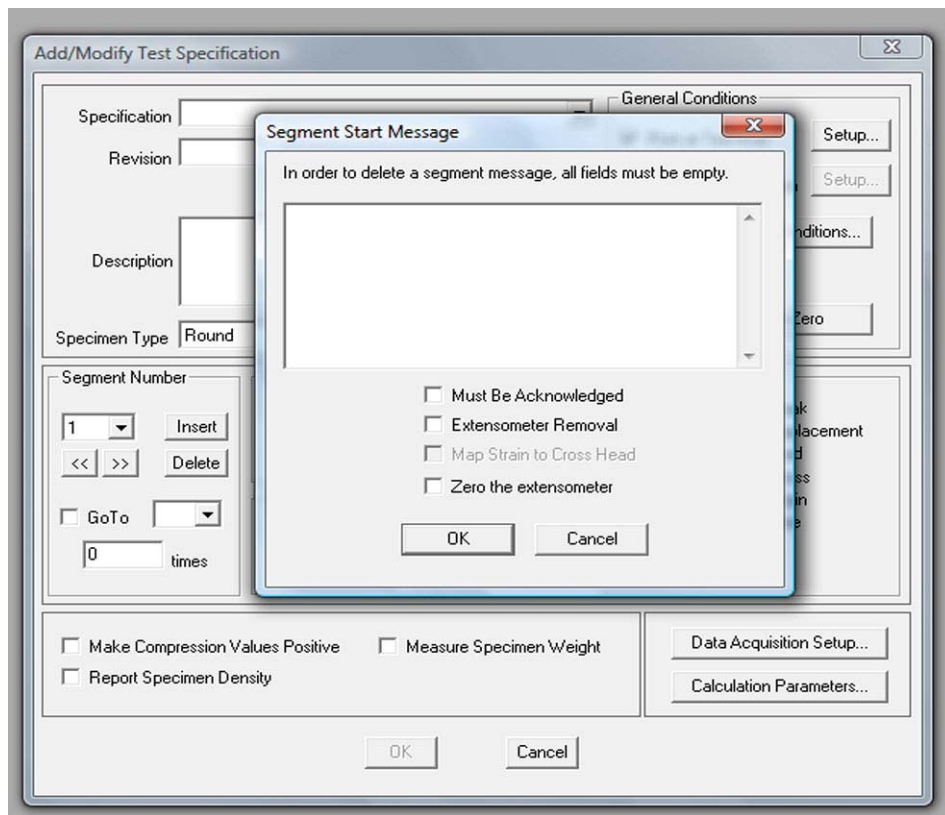 Add/Modify Test Specification
Specification
General Conditions
Setup...
Revision
Setup...
nditions...
Description
Zero
Specimen Type Round
Segment Start Message
In order to delete a segment message, all fields must be empty.
Must Be Acknowledged
Extensometer Removal
Map Strain to Cross Head
Zero the extensometer
OK Cancel
Segment Number
1 Insert
<< >> Delete
GoTo
0 times
ak
lacement
d
ss
in
e
Make Compression Values Positive Measure Specimen Weight
Report Specimen Density
Data Acquisition Setup...
Calculation Parameters...
OK Cancel